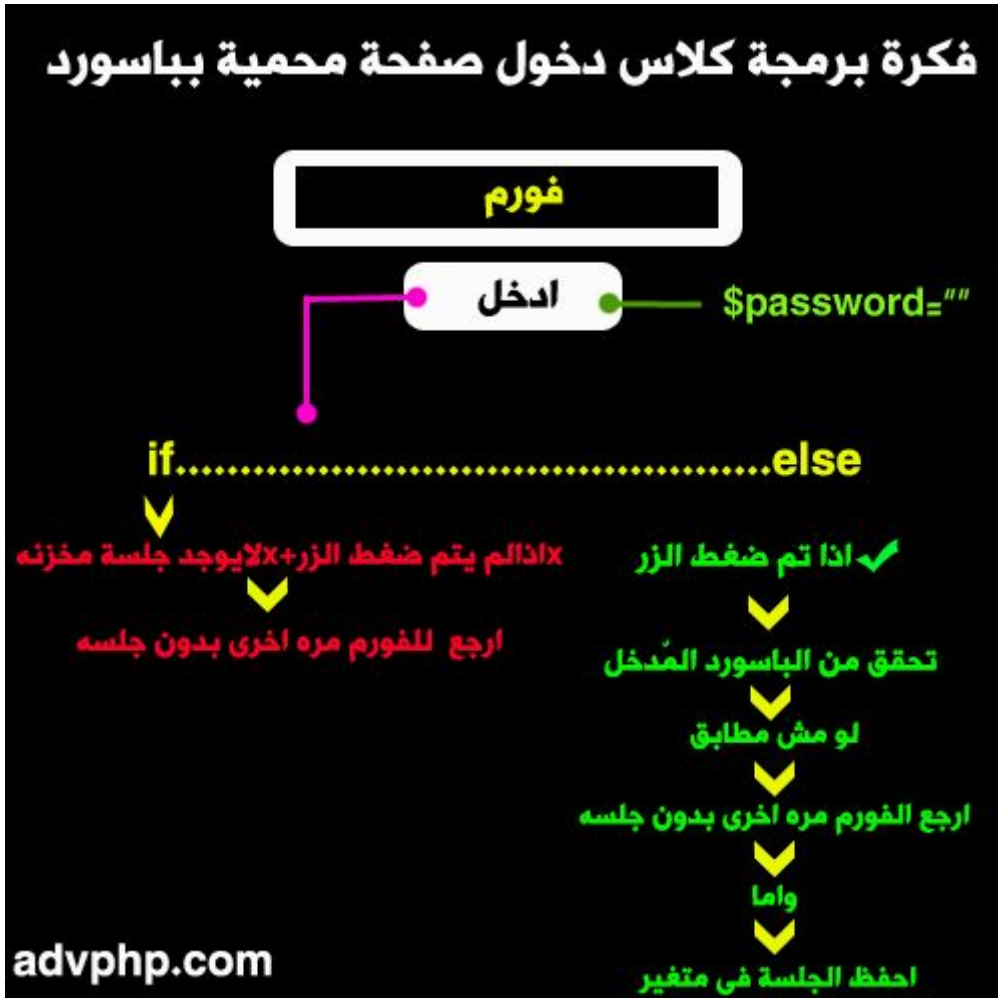 فكرة برمجة كلاس دخول صفحة محمية بباسورد
فورم
ادخل
$password=""
if..............................................else
xاذالم يتم ضغط الزر+xلايوجد جلسة مخزنه
ارجع للفورم مره اخرى بدون جلسه
اذا تم ضغط الزر
تحقق من الباسورد المُدخل
لو مش مطابق
ارجع الفورم مره اخرى بدون جلسه
واما
احفظ الجلسة فى متغير
advphp.com